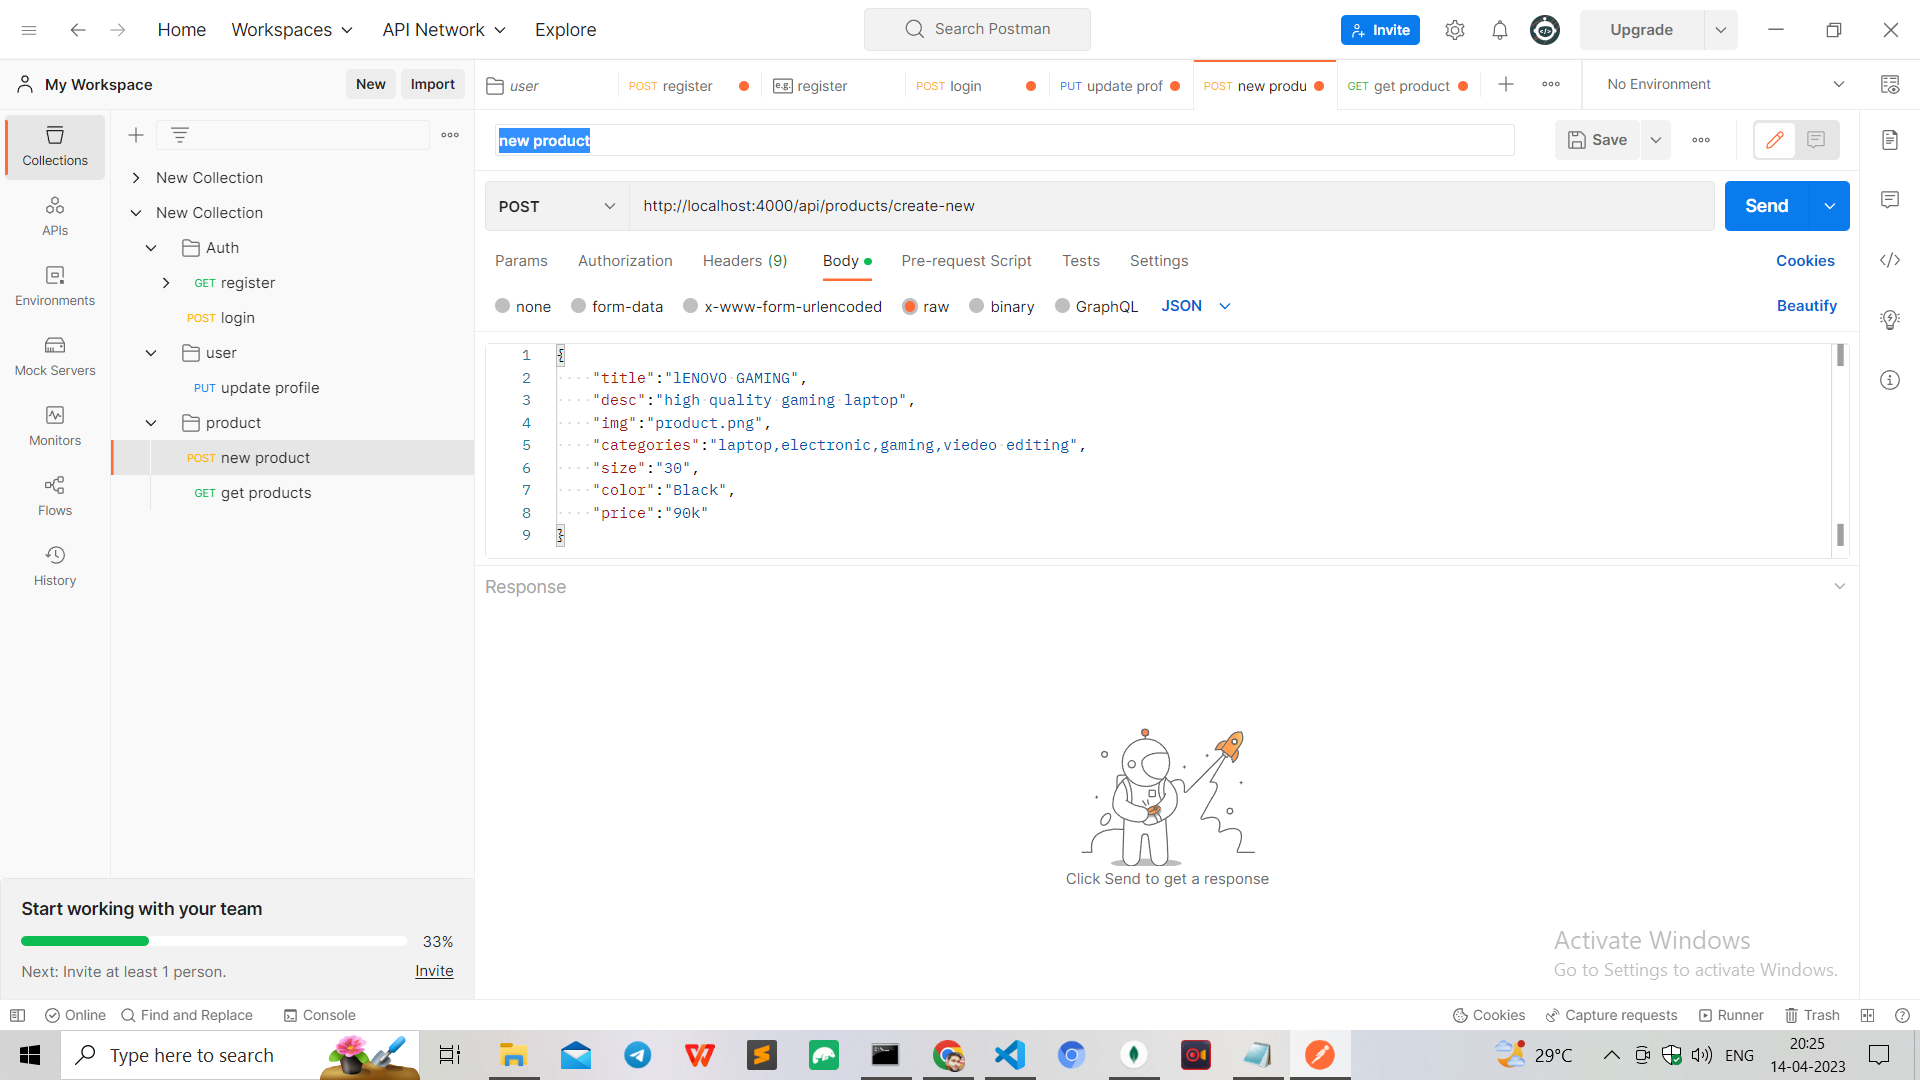 Home
Workspaces
API Network
Explore
Search Postman
Invite
Upgrade
My Workspace
New
Import
user
POST register
e.g. register
POST login
PUT update prof
POST new produ
GET get product
No Environment
Collections
APIs
Environments
Mock Servers
Monitors
Flows
History
New Collection
New Collection
Auth
GET register
POST login
user
PUT update profile
product
POST new product
GET get products
new product
Save
POST
http://localhost:4000/api/products/create-new
Send
Params
Authorization
Headers (9)
Body
Pre-request Script
Tests
Settings
Cookies
none
form-data
x-www-form-urlencoded
raw
binary
GraphQL
JSON
Beautify
1 {
2 "title":"lENOVO GAMING",
3 "desc":"high quality gaming laptop",
4 "img":"product.png",
5 "categories":"laptop,electronic,gaming,viedeo editing",
6 "size":"30",
7 "color":"Black",
8 "price":"90k"
9 }
Response
Click Send to get a response
Start working with your team
33%
Next: Invite at least 1 person.
Invite
Activate Windows
Go to Settings to activate Windows.
Online
Find and Replace
Console
Cookies
Capture requests
Runner
Trash
Type here to search
29°C
ENG
20:25
14-04-2023